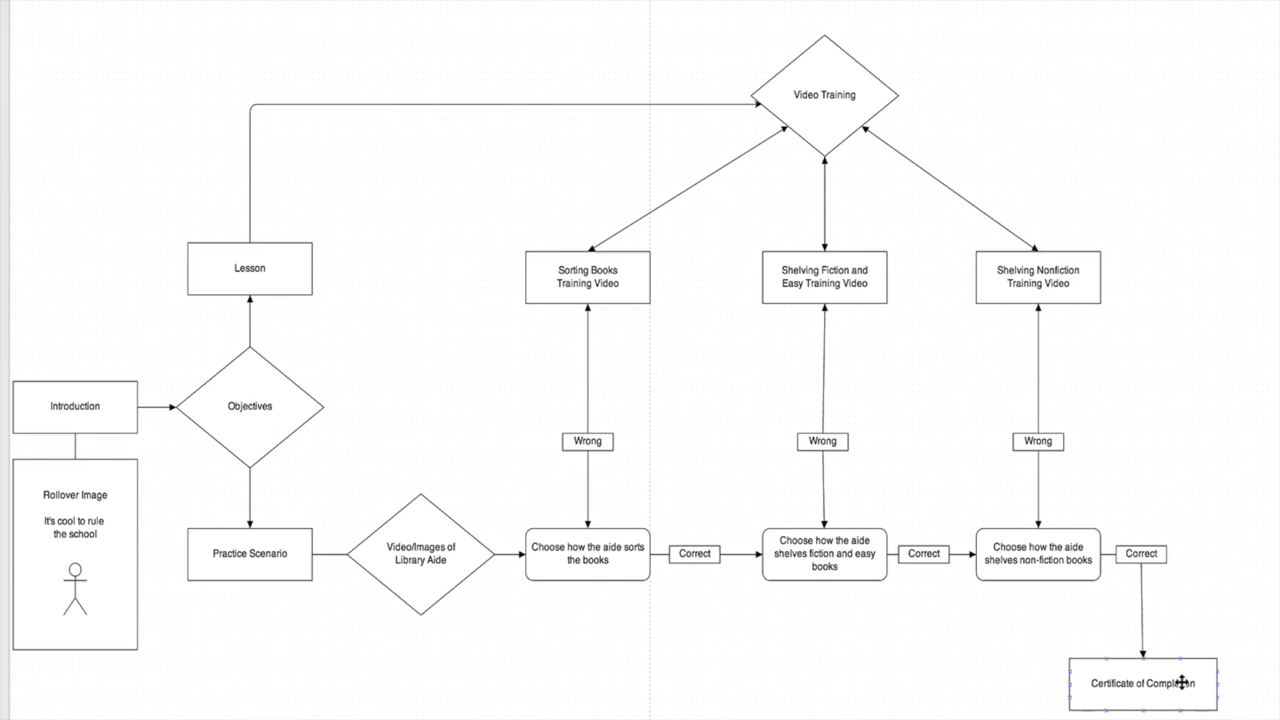 Video Training
Lesson
Sorting Books
Training Video
Shelving Fiction and
Easy Training Video
Shelving Nonfiction
Training Video
Introduction
Objectives
Wrong
Wrong
Wrong
Rollover Image
It's cool to rule
the school
Practice Scenario
Video/Images of
Library Aide
Choose how the aide sorts
the books
Correct
Choose how the aide
shelves fiction and easy
books
Correct
Choose how the aide
shelves non-fiction books
Correct
Certificate of Completion